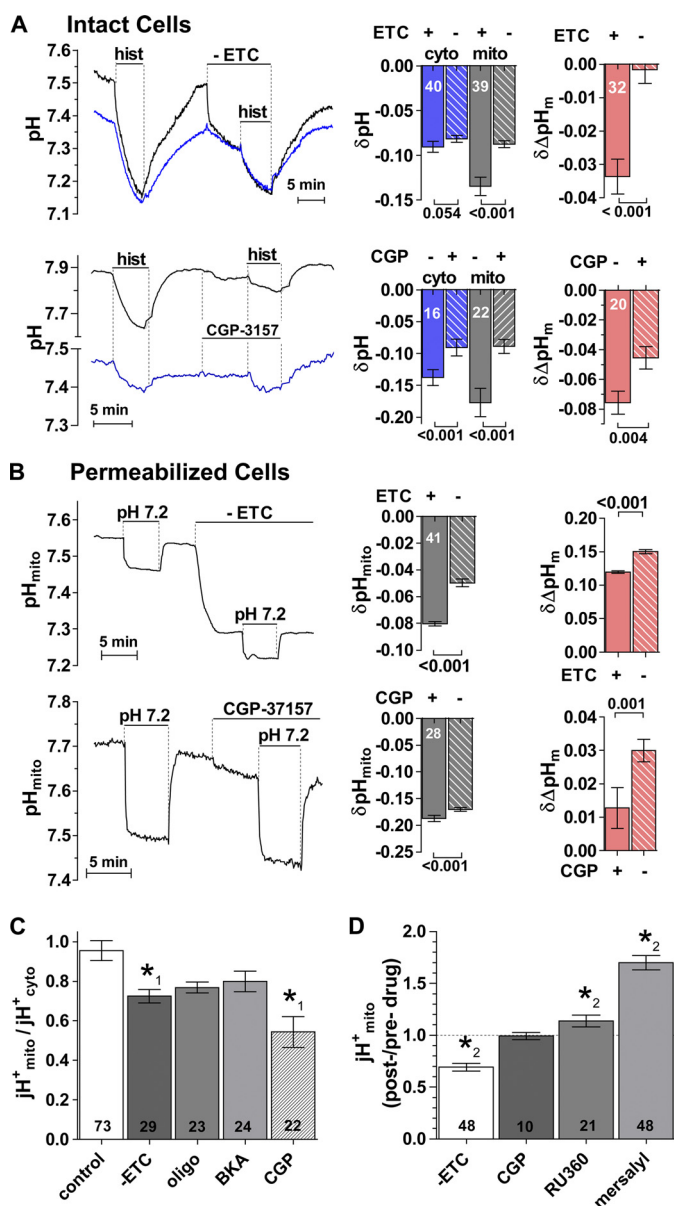 A Intact Cells
7.6
7.5
7.4
7.3
7.2
7.1
pH
hist
- ETC
hist
5 min
ETC + - + -
cyto mito
0.00
-0.05
-0.10
-0.15
δpH
40
39
0.054
<0.001
ETC + -
0.00
-0.01
-0.02
-0.03
-0.04
δΔpHm
32
< 0.001
7.9
7.8
7.7
7.5
7.4
7.3
pH
hist
hist
CGP-3157
5 min
CGP - + - +
cyto mito
0.00
-0.05
-0.10
-0.15
-0.20
δpH
16
22
<0.001
<0.001
CGP - +
0.00
-0.02
-0.04
-0.06
-0.08
δΔpHm
20
0.004
B Permeabilized Cells
7.6
7.5
7.4
7.3
7.2
pHmito
pH 7.2
- ETC
pH 7.2
5 min
ETC + -
0.00
-0.02
-0.04
-0.06
-0.08
-0.10
δpHmito
41
<0.001
<0.001
0.20
0.15
0.10
0.05
0.00
δΔpHm
ETC + -
7.8
7.7
7.6
7.5
7.4
pHmito
pH 7.2
CGP-37157
pH 7.2
5 min
CGP + -
0.00
-0.05
-0.10
-0.15
-0.20
-0.25
δpHmito
28
<0.001
0.001
0.04
0.03
0.02
0.01
0.00
δΔpHm
CGP + -
C
1.0
0.8
0.6
0.4
0.2
0.0
jH+mito / jH+cyto
*1
*1
73 29 23 24 22
control -ETC oligo BKA CGP
D
2.0
1.5
1.0
0.5
0.0
jH+mito
(post-/pre- drug)
*2
*2
*2
48 10 21 48
-ETC CGP RU360 mersalyl